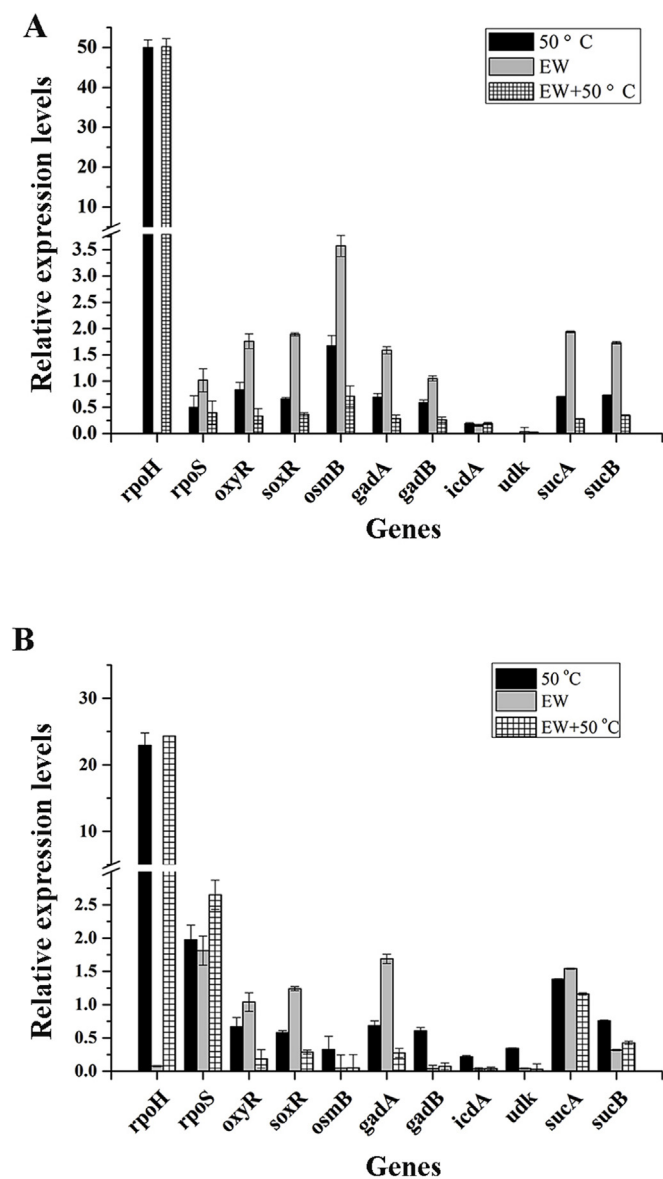 A
50 ° C
EW
EW+50 ° C
Relative expression levels
50
40
30
20
10
3.5
3.0
2.5
2.0
1.5
1.0
0.5
0.0
rpoH rpoS oxyR soxR osmB gadA gadB icdA udk sucA sucB
Genes
B
50 °C
EW
EW+50 °C
Relative expression levels
30
20
10
2.5
2.0
1.5
1.0
0.5
0.0
rpoH rpoS oxyR soxR osmB gadA gadB icdA udk sucA sucB
Genes